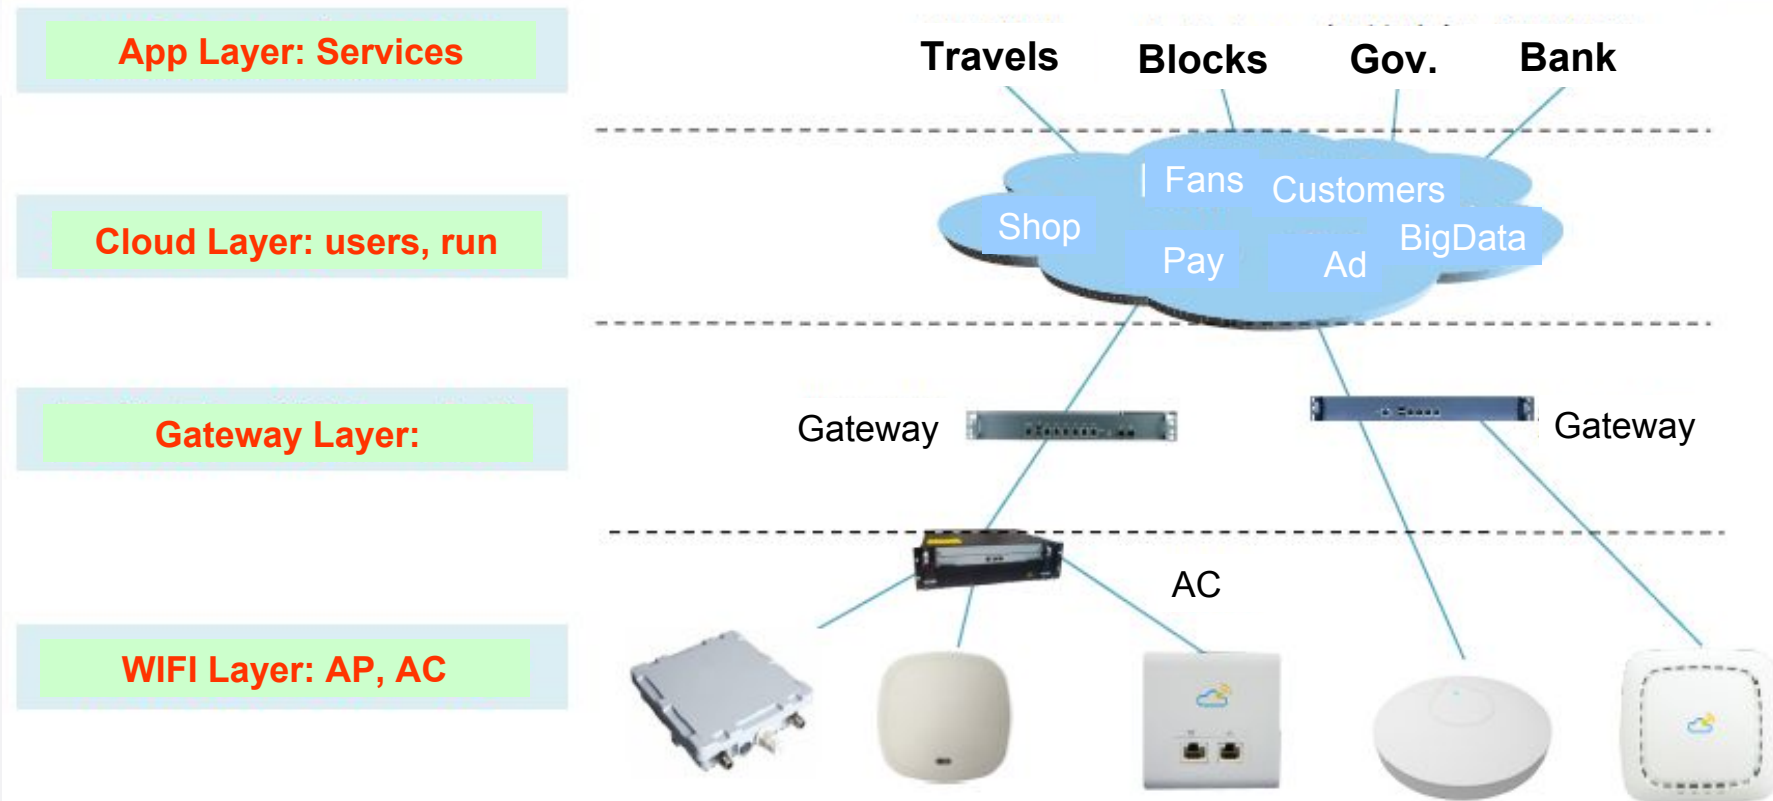 App Layer: Services
Travels
Blocks
Gov.
Bank
Fans
Customers
Shop
BigData
Pay
Ad
Cloud Layer: users, run
Gateway Layer:
Gateway
Gateway
AC
WIFI Layer: AP, AC